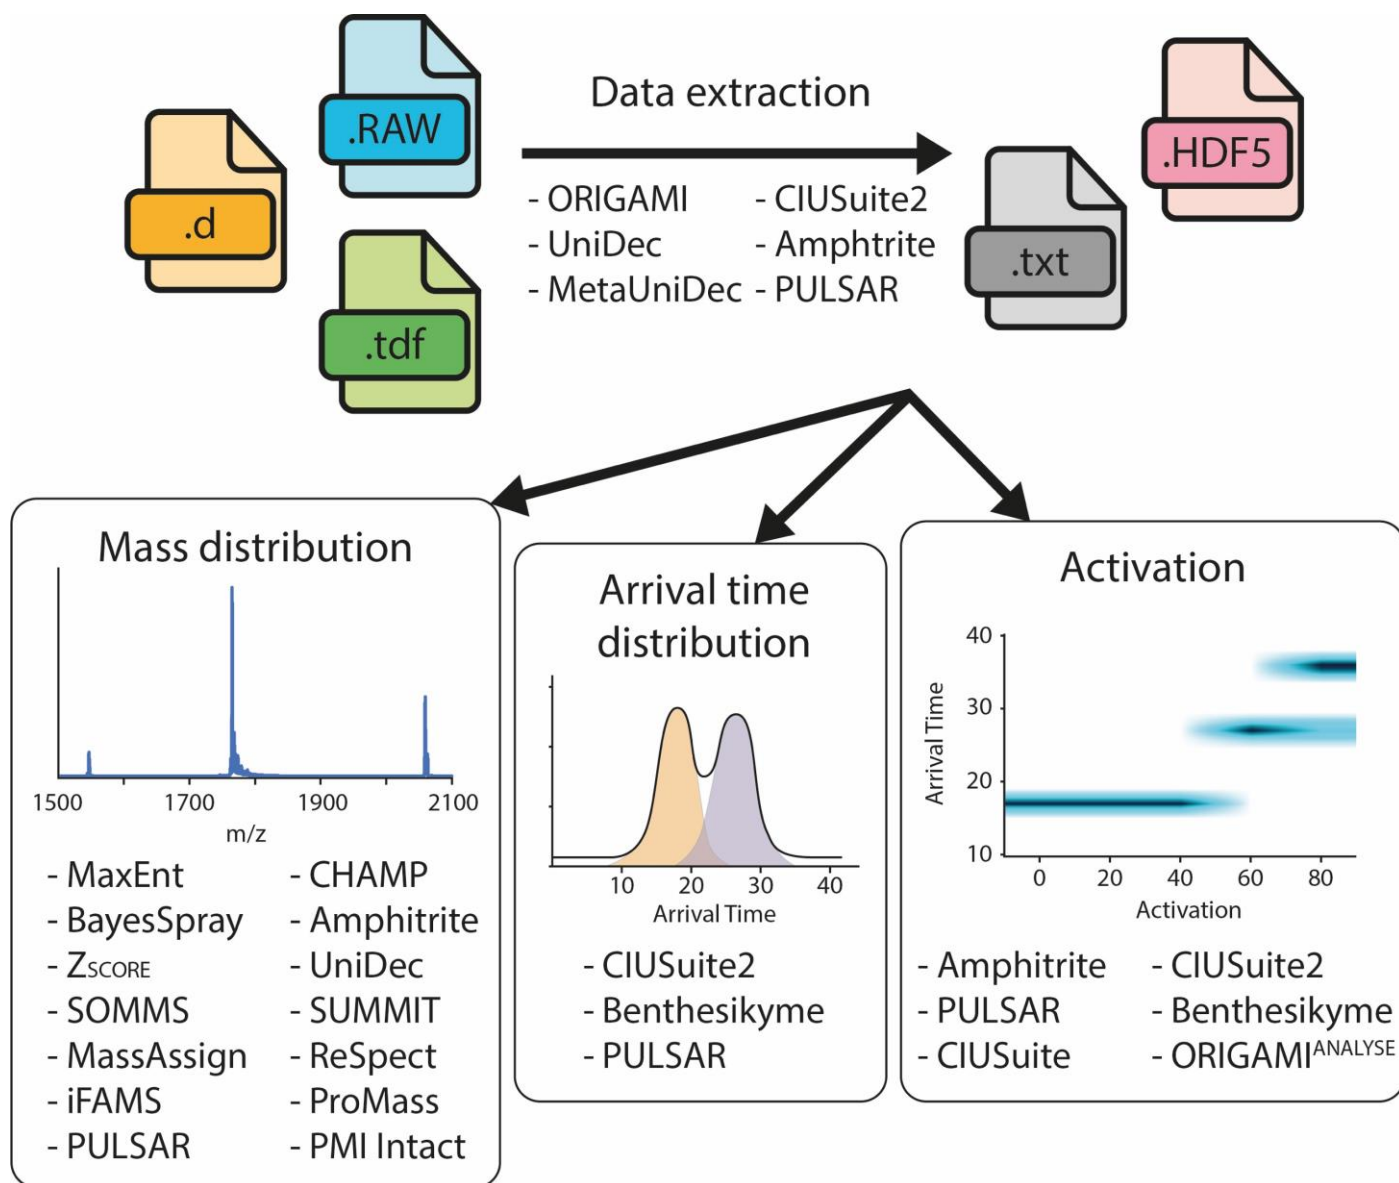 .RAW
.d
.tdf
Data extraction
- ORIGAMI
- UniDec
- MetaUniDec
- CIUSuite2
- Amphtrite
- PULSAR
.HDF5
.txt
Mass distribution
1500 1700 1900 2100
m/z
- MaxEnt
- BayesSpray
- ZSCORE
- SOMMS
- MassAssign
- iFAMS
- PULSAR
- CHAMP
- Amphitrite
- UniDec
- SUMMIT
- ReSpect
- ProMass
- PMI Intact
Arrival time
distribution
10 20 30 40
Arrival Time
- CIUSuite2
- Benthesikyme
- PULSAR
Activation
Arrival Time
40
30
20
10
0 20 40 60 80
Activation
- Amphitrite
- PULSAR
- CIUSuite
- CIUSuite2
- Benthesikyme
- ORIGAMIANALYSE